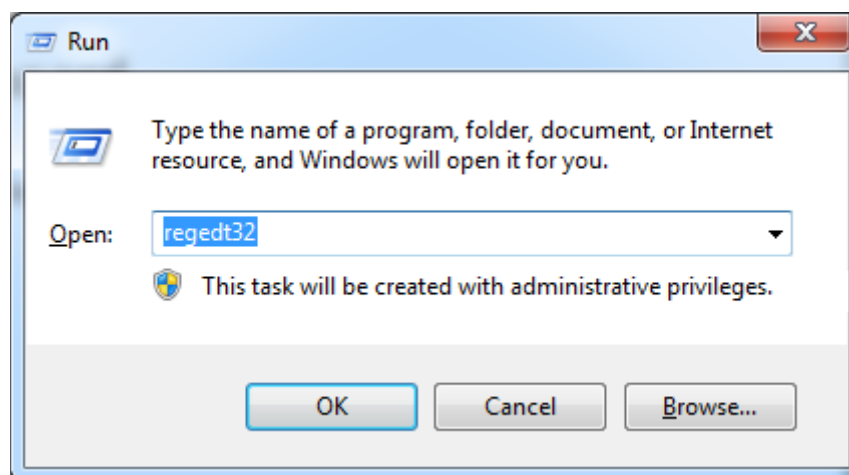 Run
Type the name of a program, folder, document, or Internet
resource, and Windows will open it for you.
Open:
regedt32
This task will be created with administrative privileges.
OK
Cancel
Browse...